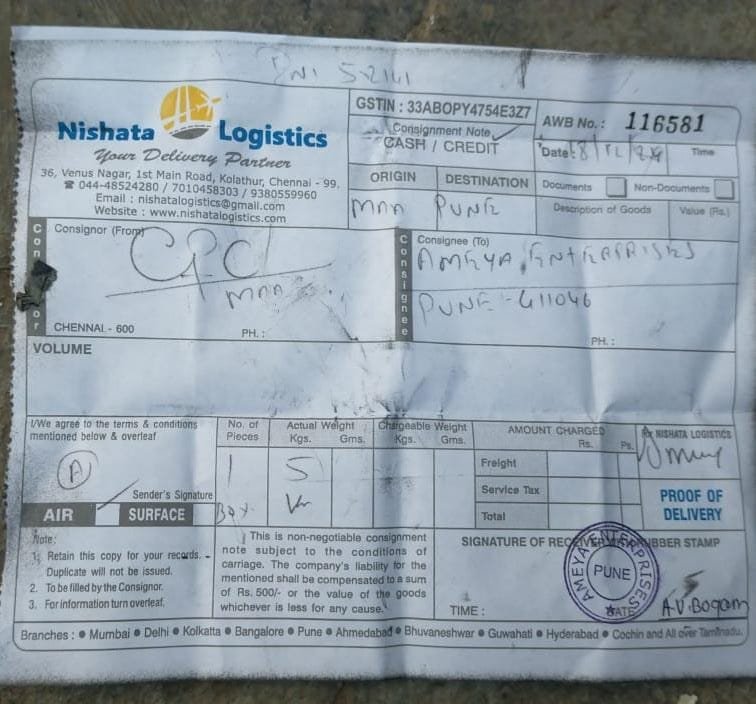 PNI 52141
Nishata Logistics
Your Delivery Partner
36, Venus Nagar, 1st Main Road, Kolathur, Chennai - 99.
☎ 044-48524280 / 7010458303 / 9380559960
Email : nishatalogistics@gmail.com
Website : www.nishatalogistics.com
GSTIN : 33ABOPY4754E3Z7
Consignment Note
CASH / CREDIT
AWB No. : 116581
Date : Time
ORIGIN DESTINATION
MAA PUNE
Documents Non-Documents
Description of Goods Value (Rs.)
Consignor
Consignor (From)
CPC
MAA
CHENNAI - 600 PH. :
Consignee
Consignee (To)
AMEYA ENTERPRISES
PUNE - 411046
PH. :
VOLUME
I/We agree to the terms & conditions
mentioned below & overleaf
A
Sender's Signature
AIR SURFACE
No. of Pieces
1
Box
Actual Weight
Kgs. Gms.
5
Chargeable Weight
Kgs. Gms.
AMOUNT CHARGED
Rs. Ps.
Freight
Service Tax
Total
NISHATA LOGISTICS
PROOF OF
DELIVERY
Note:
1. Retain this copy for your records.
Duplicate will not be issued.
2. To be filled by the Consignor.
3. For information turn overleaf.
This is non-negotiable consignment
note subject to the conditions of
carriage. The company's liability for the
mentioned shall be compensated to a sum
of Rs. 500/- or the value of the goods
whichever is less for any cause.
SIGNATURE OF RECEIVER RUBBER STAMP
AMEYA ENTERPRISES
PUNE
TIME : DATE
A.V.Bogam
Branches : ● Mumbai ● Delhi ● Kolkatta ● Bangalore ● Pune ● Ahmedabad ● Bhuvaneshwar ● Guwahati ● Hyderabad ● Cochin and All over Tamilnadu.